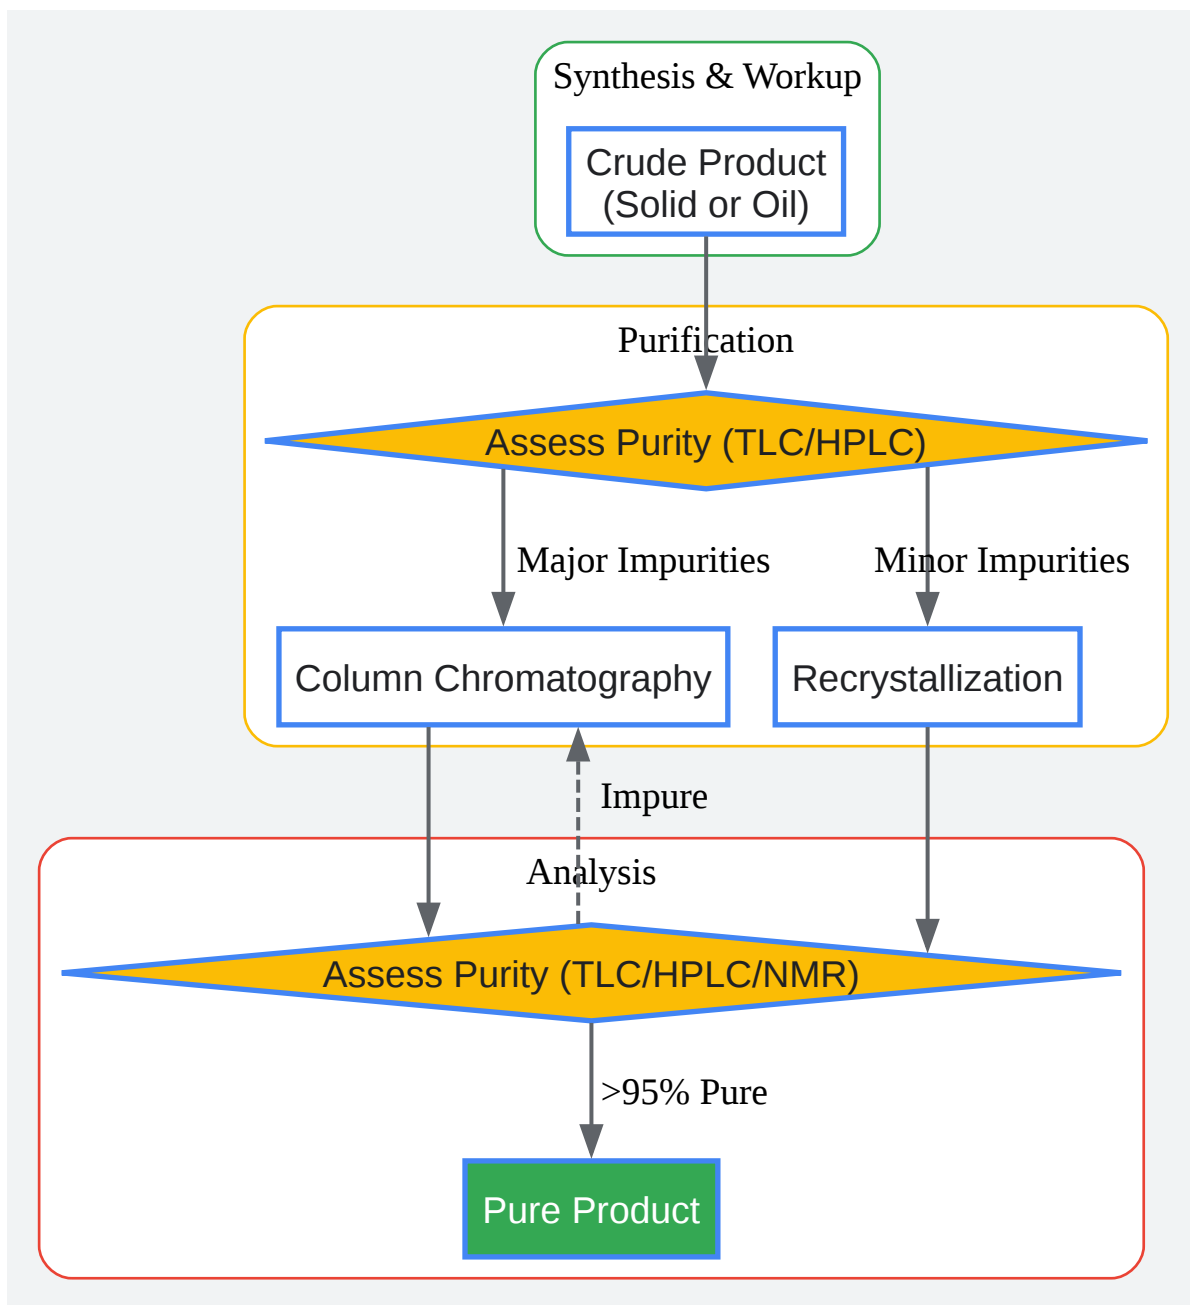 Synthesis & Workup
Crude Product
(Solid or Oil)
Purification
Assess Purity (TLC/HPLC)
Major Impurities
Minor Impurities
Column Chromatography
Recrystallization
Impure
Analysis
Assess Purity (TLC/HPLC/NMR)
>95% Pure
Pure Product